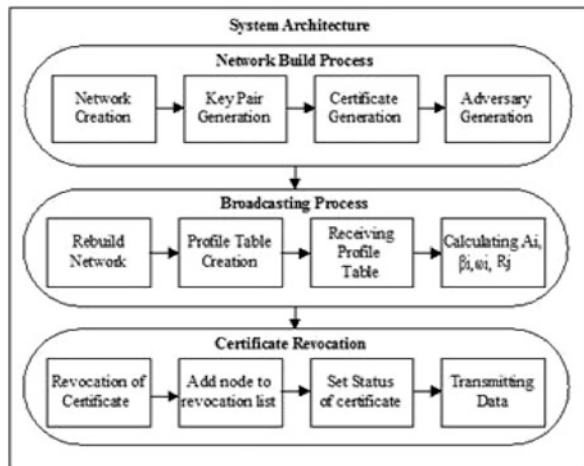 System Architecture
Network Build Process
Network
Creation
Key Pair
Generation
Certificate
Generation
Adversary
Generation
Broadcasting Process
Rebuild
Network
Profile Table
Creation
Receiving
Profile
Table
Calculating Ai,
βi,ωi, Rj
Certificate Revocation
Revocation of
Certificate
Add node to
revocation list
Set Status
of certificate
Transmitting
Data